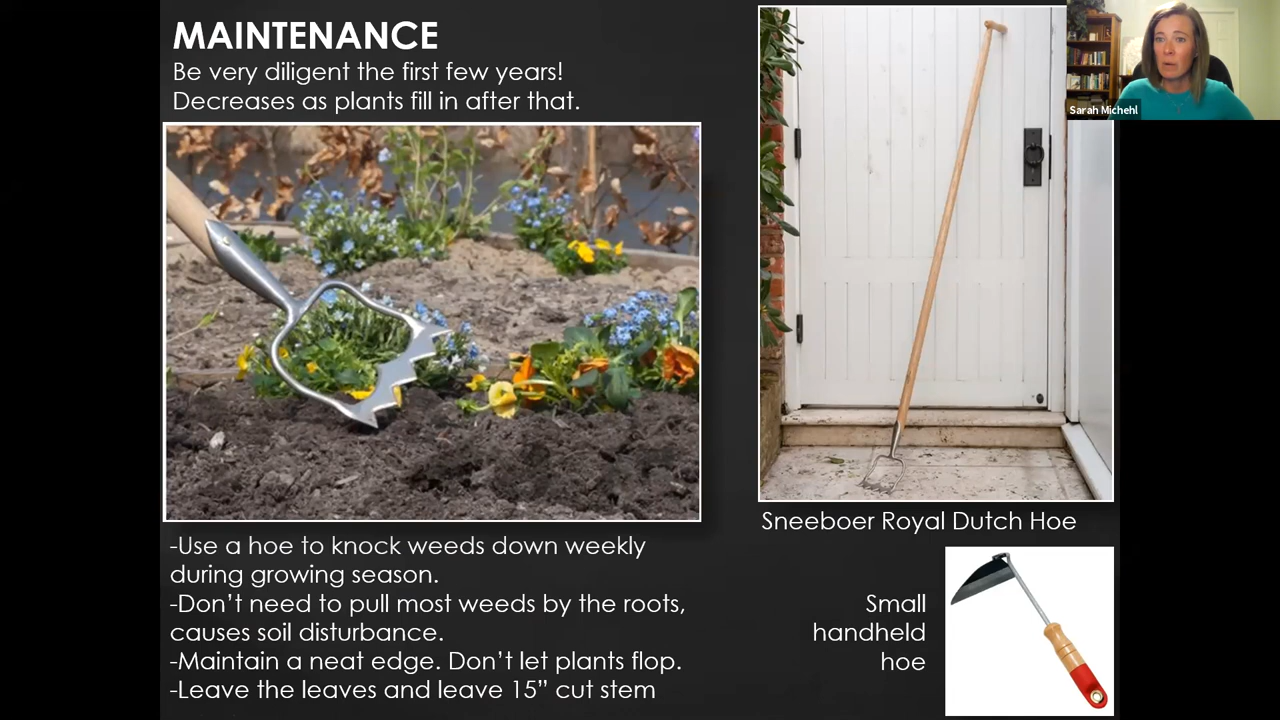 MAINTENANCE
Be very diligent the first few years!
Decreases as plants fill in after that.
Sarah Michehl
Sneeboer Royal Dutch Hoe
-Use a hoe to knock weeds down weekly
during growing season.
-Don’t need to pull most weeds by the roots,
causes soil disturbance.
-Maintain a neat edge. Don’t let plants flop.
-Leave the leaves and leave 15” cut stem
Small
handheld
hoe